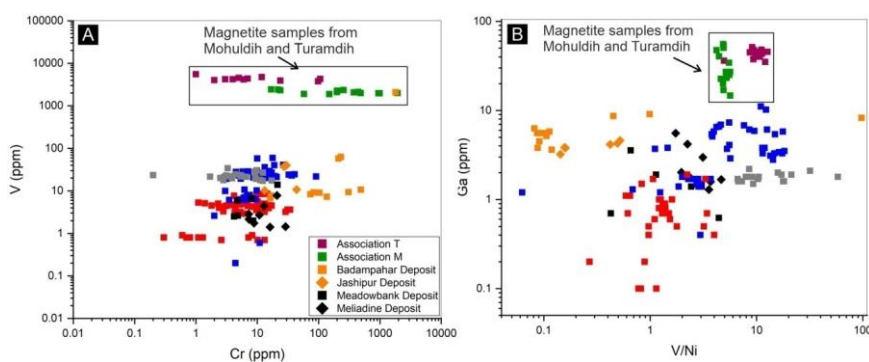 A
Magnetite samples from
Mohuldih and Turamdih
100000
10000
1000
100
10
1
0.1
0.01
V (ppm)
0.01
0.1
1
10
100
1000
10000
Cr (ppm)
Association T
Association M
Badampahar Deposit
Jashipur Deposit
Meadowbank Deposit
Meliadine Deposit
B
Magnetite samples from
Mohuldih and Turamdih
100
10
1
0.1
Ga (ppm)
0.1
1
10
100
V/Ni